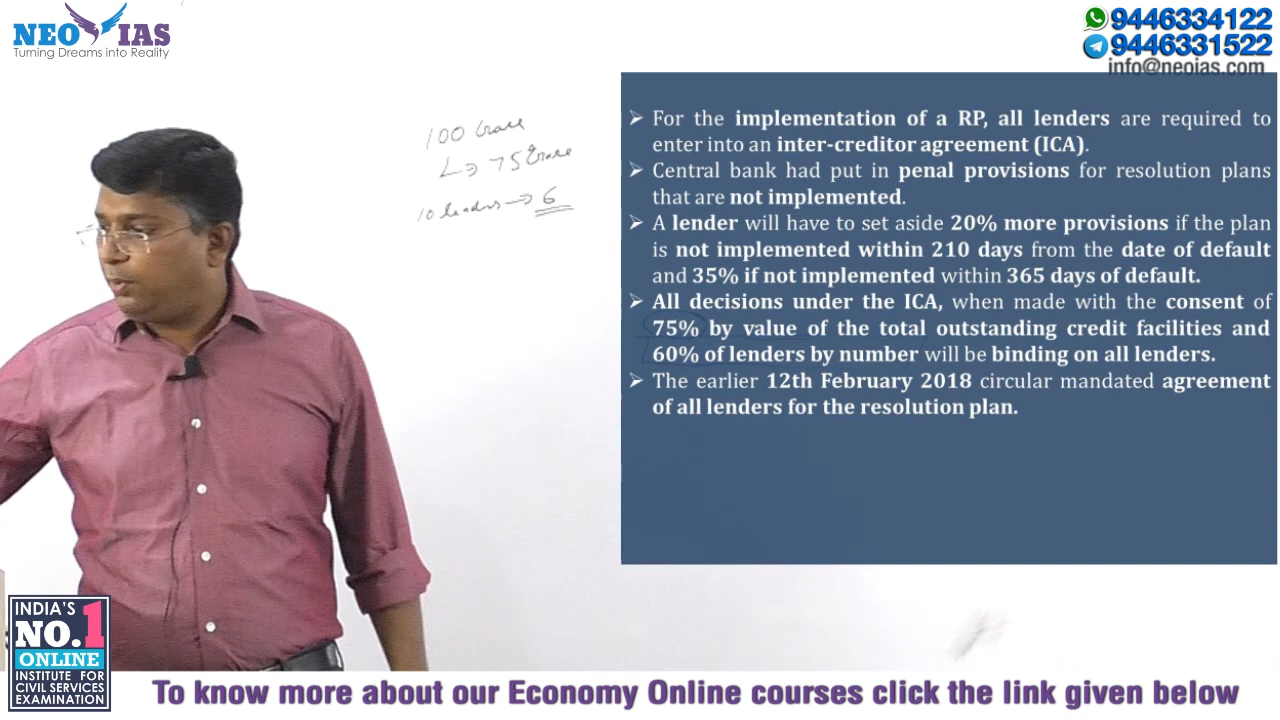 NEO IAS
Turning Dreams into Reality
9446334122
9446331522
info@neoias.com
100 Crore
↳ 75 Crore
10 lenders → 6
➢ For the implementation of a RP, all lenders are required to
enter into an inter-creditor agreement (ICA).
➢ Central bank had put in penal provisions for resolution plans
that are not implemented.
➢ A lender will have to set aside 20% more provisions if the plan
is not implemented within 210 days from the date of default
and 35% if not implemented within 365 days of default.
➢ All decisions under the ICA, when made with the consent of
75% by value of the total outstanding credit facilities and
60% of lenders by number will be binding on all lenders.
➢ The earlier 12th February 2018 circular mandated agreement
of all lenders for the resolution plan.
INDIA'S
NO.1
ONLINE
INSTITUTE FOR
CIVIL SERVICES
EXAMINATION
To know more about our Economy Online courses click the link given below